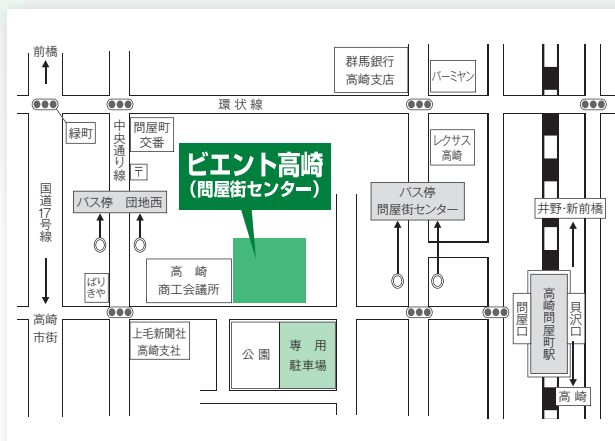 前橋
群馬銀行
高崎支店
バーミヤン
環状線
緑町
中央通り線
問屋町
交番
〒
レクサス
高崎
ビエント高崎
(問屋街センター)
国道17号線
バス停 団地西
バス停
問屋街センター
井野・新前橋
高崎
商工会議所
ばり
きや
高崎
市街
上毛新聞社
高崎支社
公園
専用
駐車場
問屋口
高崎問屋町駅
貝沢口
高崎